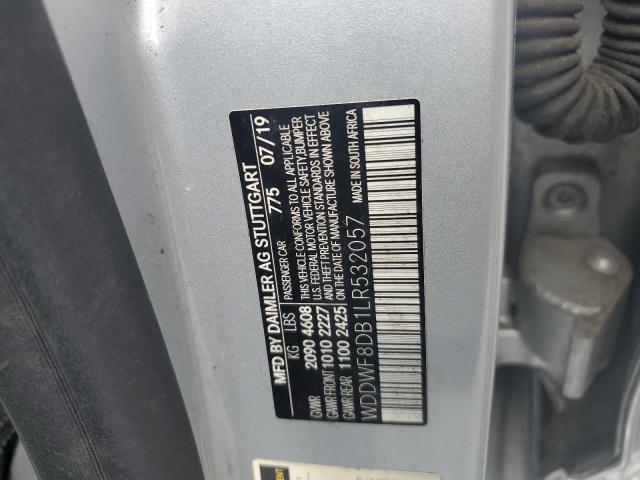 MFD BY DAIMLER AG STUTTGART
PASSENGER CAR 775 07/19
KG LBS THIS VEHICLE CONFORMS TO ALL APPLICABLE
GVWR 2090 4608 U.S. FEDERAL MOTOR VEHICLE SAFETY, BUMPER
GAWR FRONT 1010 2227 AND THEFT PREVENTION STANDARDS IN EFFECT
GAWR REAR 1100 2425 ON THE DATE OF MANUFACTURE SHOWN ABOVE
MADE IN SOUTH AFRICA
WDDWF8DB1LR532057